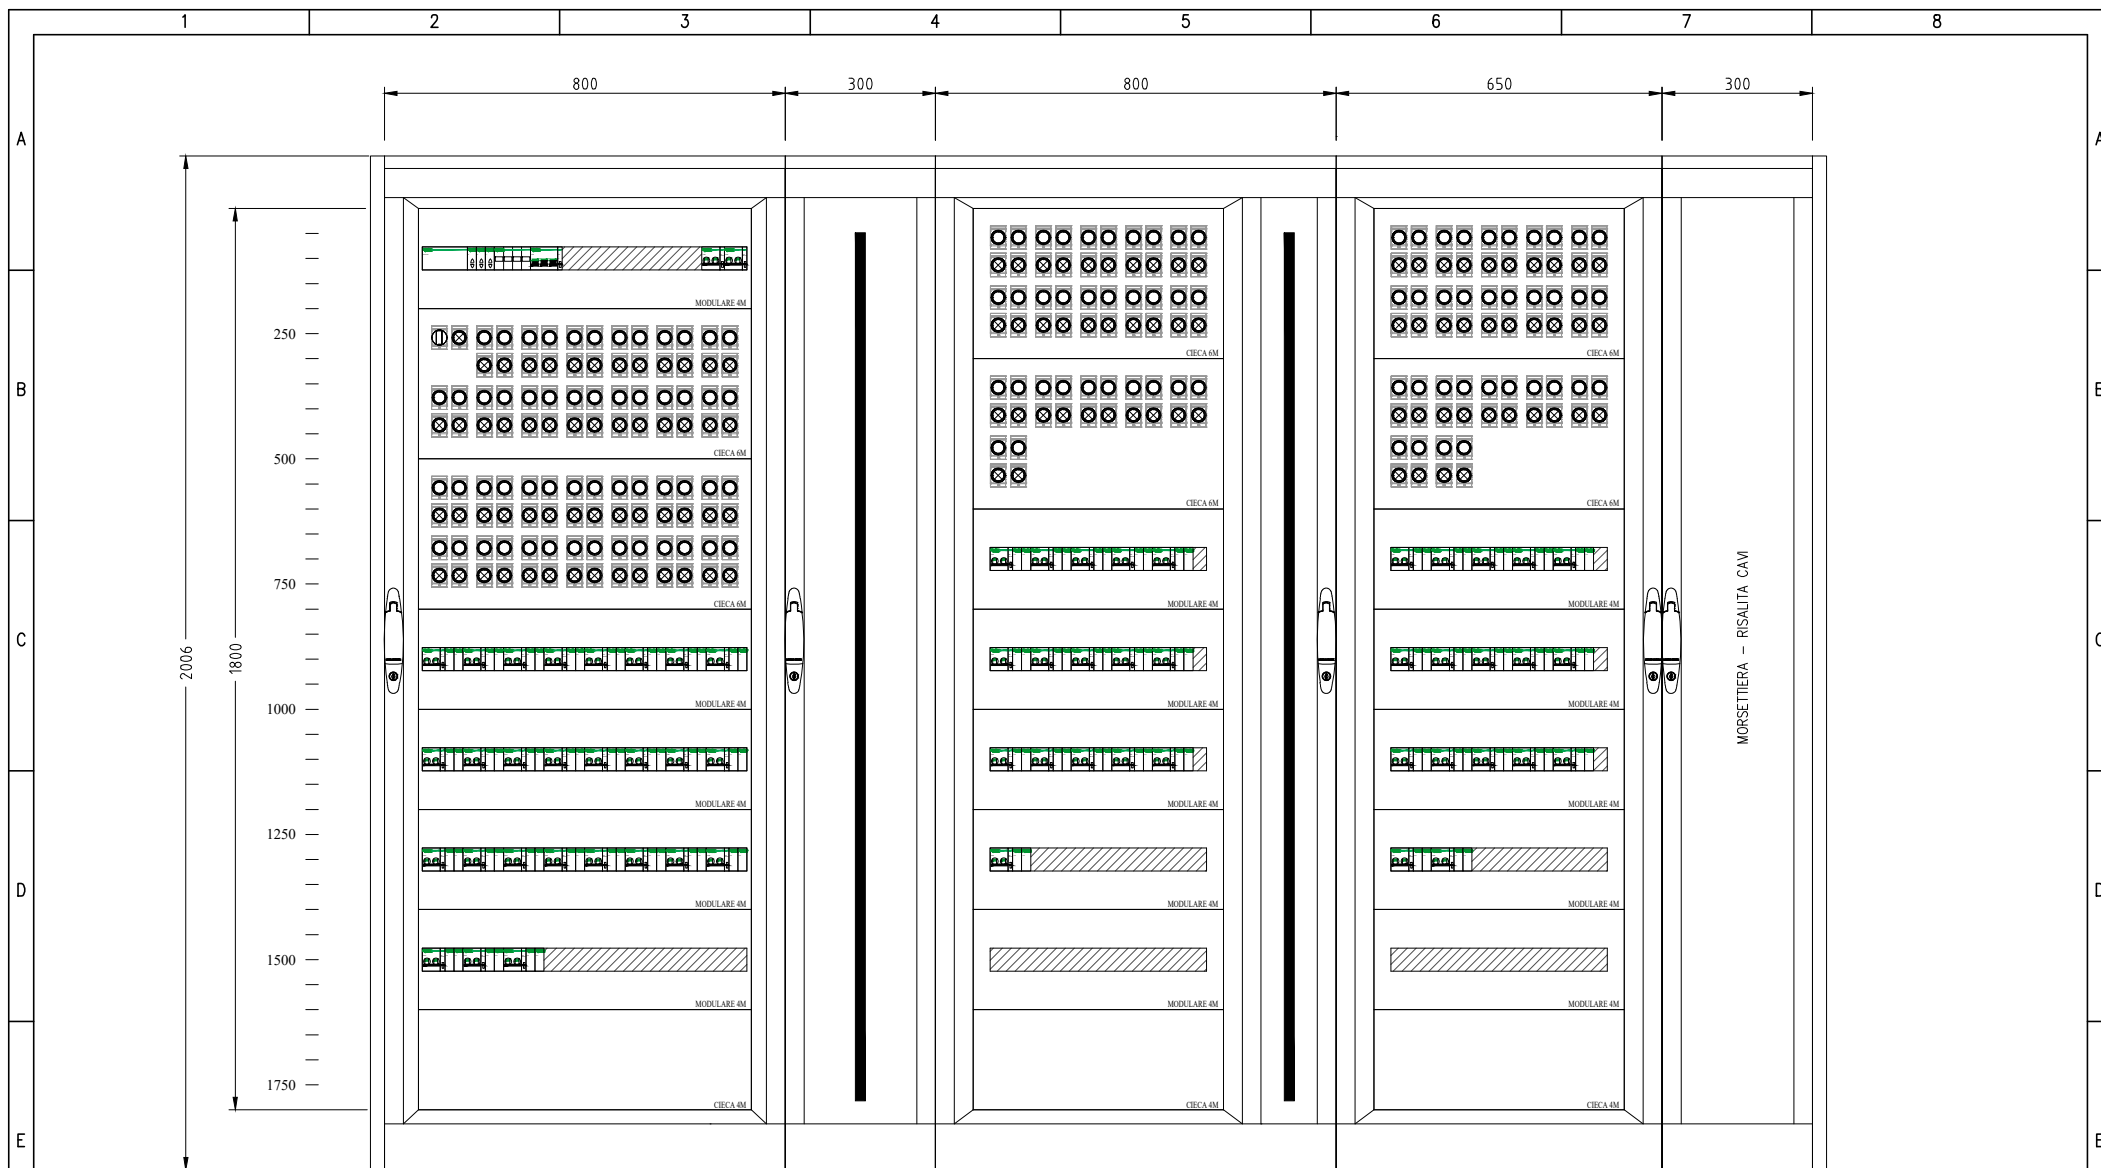 1 2 3 4 5 6 7 8
800 300 800 650 300
A A
MODULARE 4M
250
CIECA 6M CIECA 6M
B B
500
CIECA 6M
CIECA 6M CIECA 6M
750
CIECA 6M MODULARE 4M MODULARE 4M
C C
2006
1800
MORSETTIERA – RISALITA CAVI
1000
MODULARE 4M MODULARE 4M MODULARE 4M
MODULARE 4M MODULARE 4M MODULARE 4M
1250
D D
MODULARE 4M MODULARE 4M MODULARE 4M
1500
MODULARE 4M MODULARE 4M MODULARE 4M
1750
CIECA 4M CIECA 4M CIECA 4M
E E